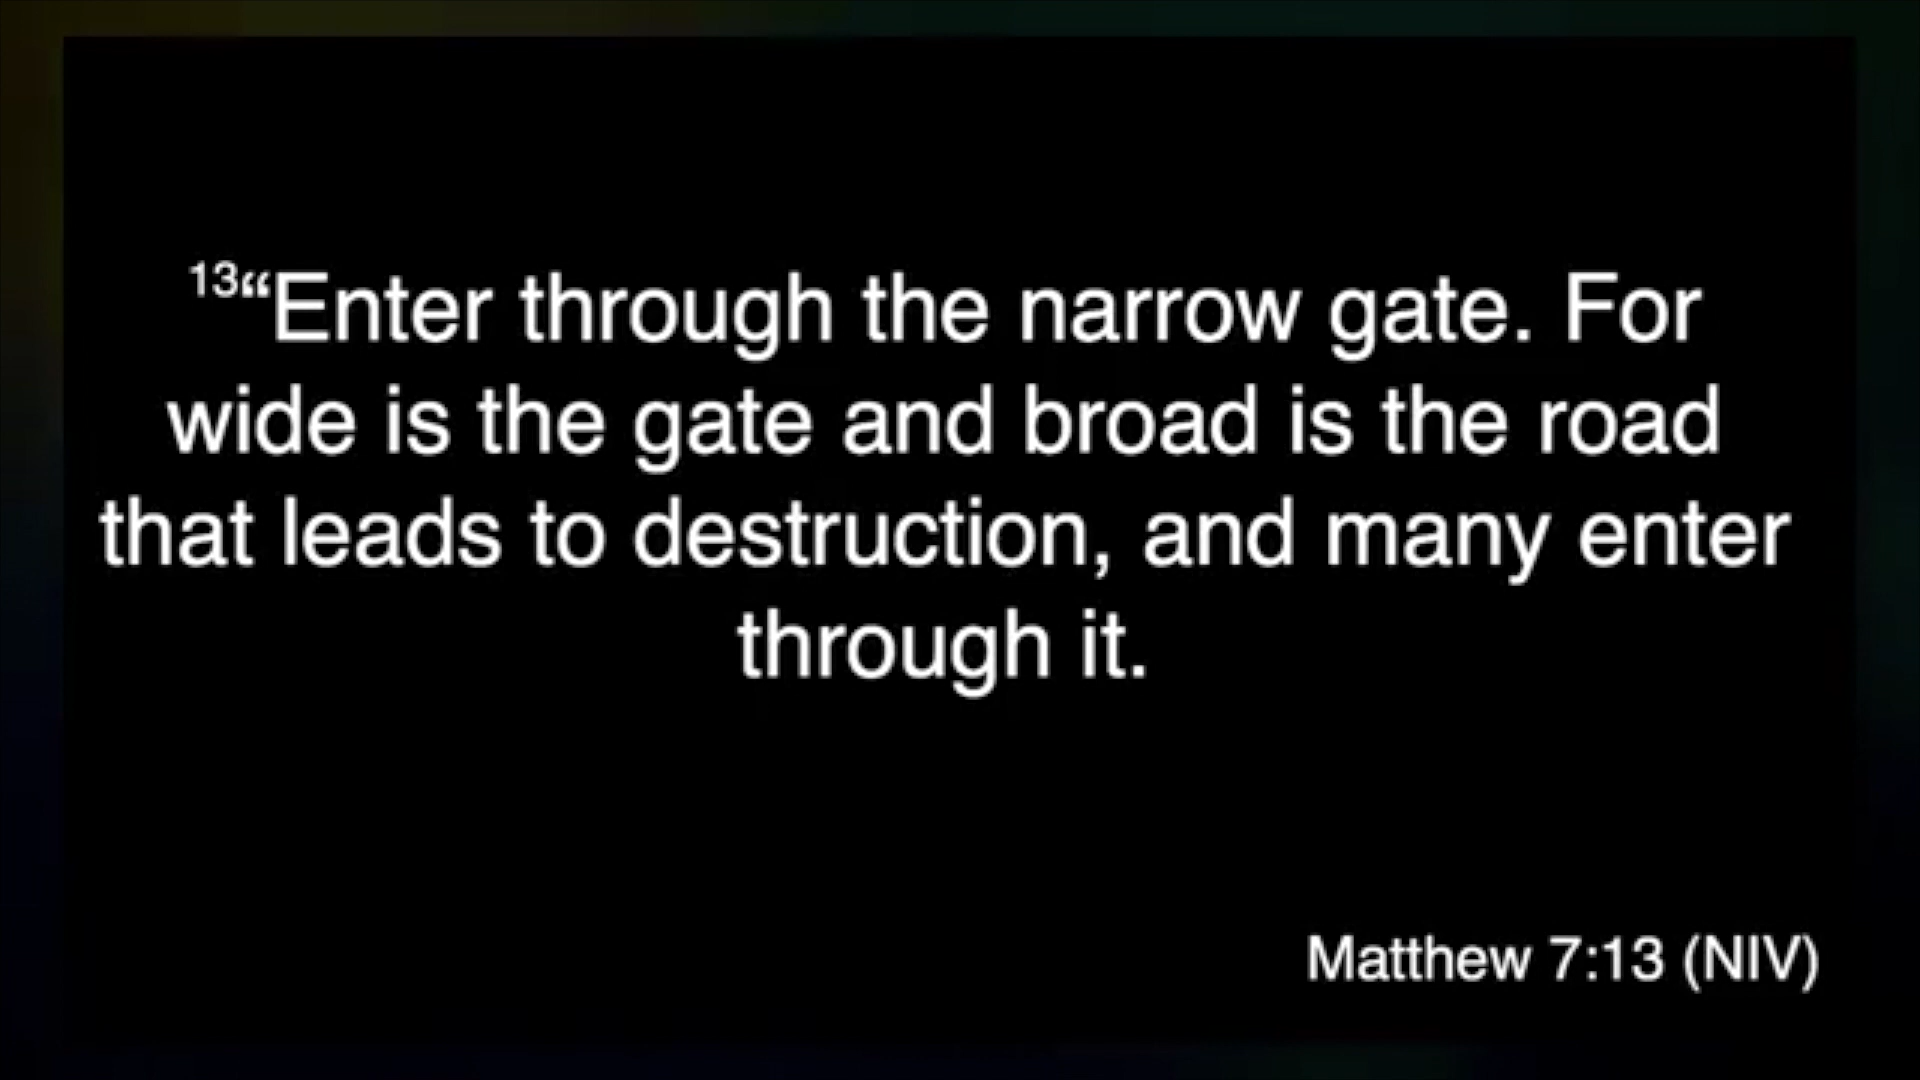 13“Enter through the narrow gate. For
wide is the gate and broad is the road
that leads to destruction, and many enter
through it.
Matthew 7:13 (NIV)